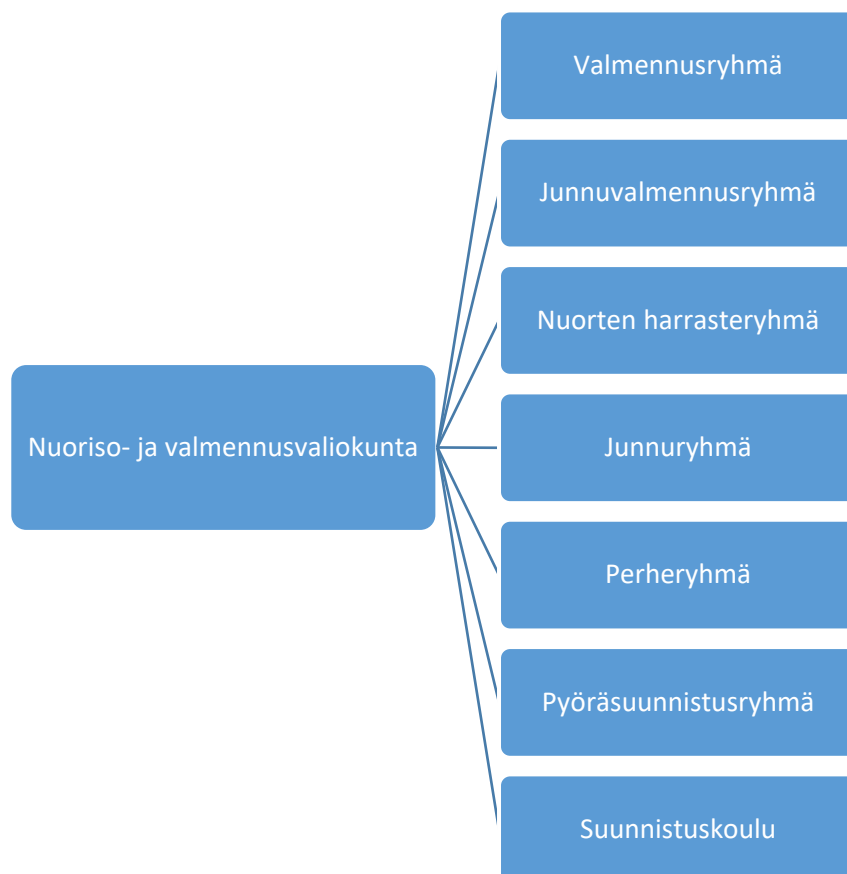 Valmennusryhmä
Junnuvalmennusryhmä
Nuorten harrasteryhmä
Nuoriso- ja valmennusvaliokunta
Junnuryhmä
Perheryhmä
Pyöräsuunnistusryhmä
Suunnistuskoulu